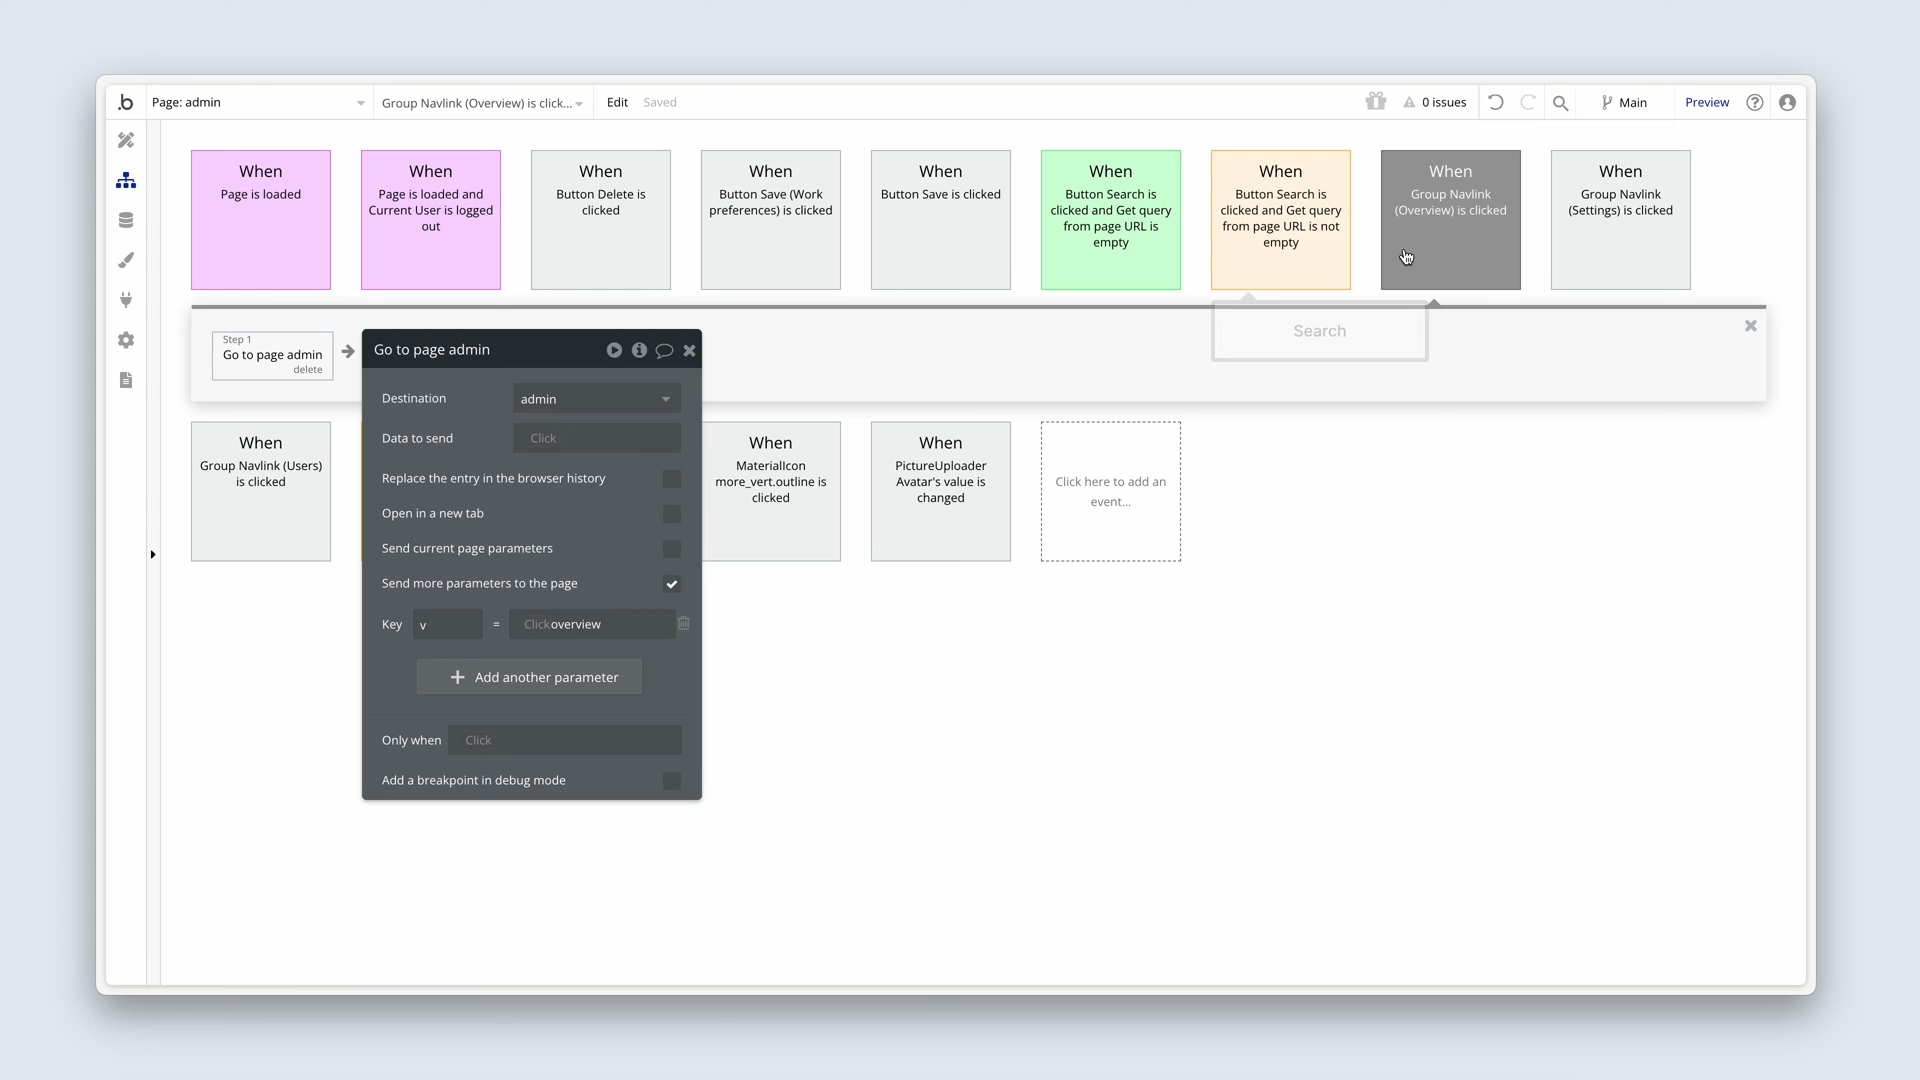 .b
Page: admin
Group Navlink (Overview) is click...
Edit
Saved
0 issues
Main
Preview
When
Page is loaded
When
Page is loaded and
Current User is logged
out
When
Button Delete is
clicked
When
Button Save (Work
preferences) is clicked
When
Button Save is clicked
When
Button Search is
clicked and Get query
from page URL is
empty
When
Button Search is
clicked and Get query
from page URL is not
empty
When
Group Navlink
(Overview) is clicked
When
Group Navlink
(Settings) is clicked
Search
Step 1
Go to page admin
delete
Go to page admin
Destination
admin
Data to send
Click
Replace the entry in the browser history
Open in a new tab
Send current page parameters
Send more parameters to the page
Key
v
=
Click overview
Add another parameter
Only when
Click
Add a breakpoint in debug mode
When
Group Navlink (Users)
is clicked
When
MaterialIcon
more_vert.outline is
clicked
When
PictureUploader
Avatar's value is
changed
Click here to add an
event...